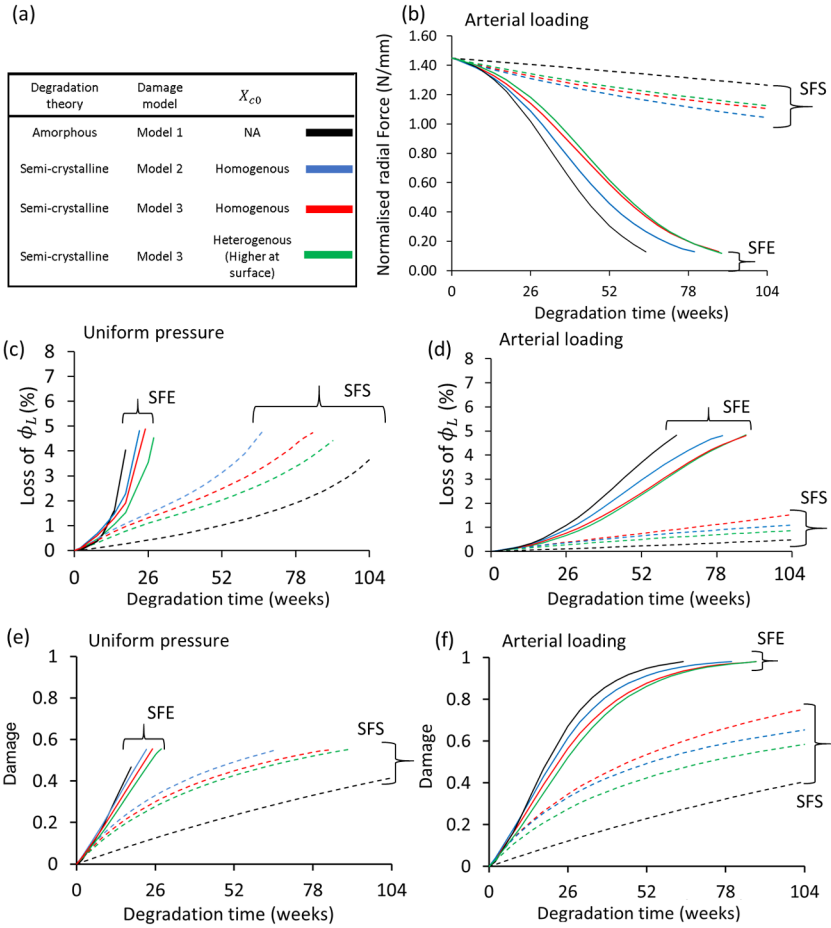 (a)
Degradation theory
Damage model
X_{c0}
Amorphous Model 1 NA
Semi-crystalline Model 2 Homogenous
Semi-crystalline Model 3 Homogenous
Semi-crystalline Model 3 Heterogenous (Higher at surface)
(b)
Arterial loading
Normalised radial Force (N/mm)
1.60
1.40
1.20
1.00
0.80
0.60
0.40
0.20
0.00
SFS
SFE
0 26 52 78 104
Degradation time (weeks)
(c)
Uniform pressure
Loss of ϕ_L (%)
8
7
6
5
4
3
2
1
0
SFE
SFS
0 26 52 78 104
Degradation time (weeks)
(d)
Arterial loading
Loss of ϕ_L (%)
8
7
6
5
4
3
2
1
0
SFE
SFS
0 26 52 78 104
Degradation time (weeks)
(e)
Uniform pressure
Damage
1
0.8
0.6
0.4
0.2
0
SFE
SFS
0 26 52 78 104
Degradation time (weeks)
(f)
Arterial loading
Damage
1
0.8
0.6
0.4
0.2
0
SFE
SFS
0 26 52 78 104
Degradation time (weeks)